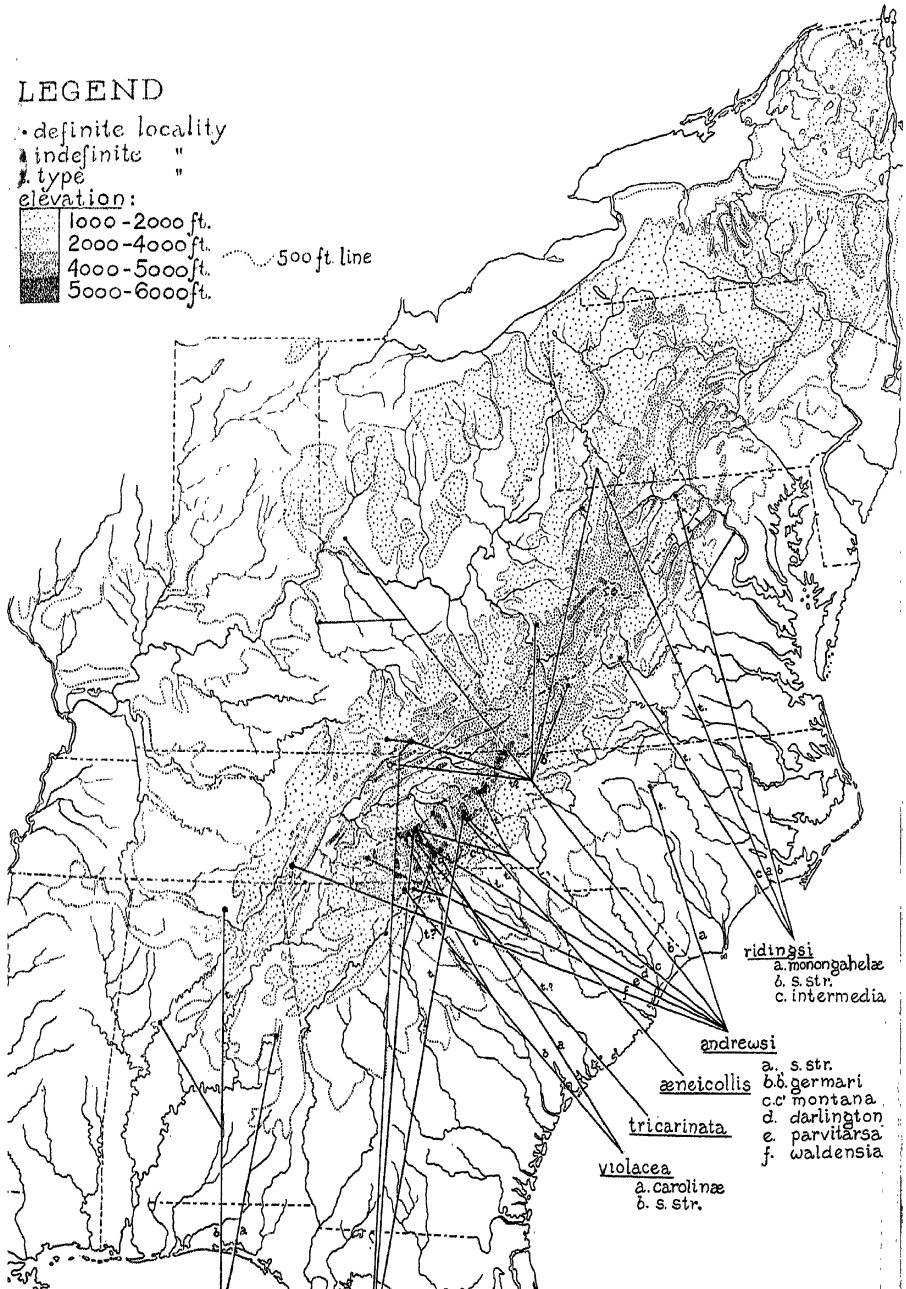 LEGEND
• definite locality
indefinite "
type "
elevation:
1000-2000 ft.
2000-4000 ft.
4000-5000 ft.
5000-6000 ft.
500 ft line
t.
t.
t.
t.
c a b
a
b
c
d
e
f
t.
t.
t?
t
t
t.?
b a
ridingsi
a. monongahelæ
b. s. str.
c. intermedia
andrewsi
a. s. str.
b.b. germari
c.c' montana
d. darlington
e. parvitarsa
f. waldensia
æneicollis
tricarinata
violacea
a. carolinæ
b. s. str.
b a